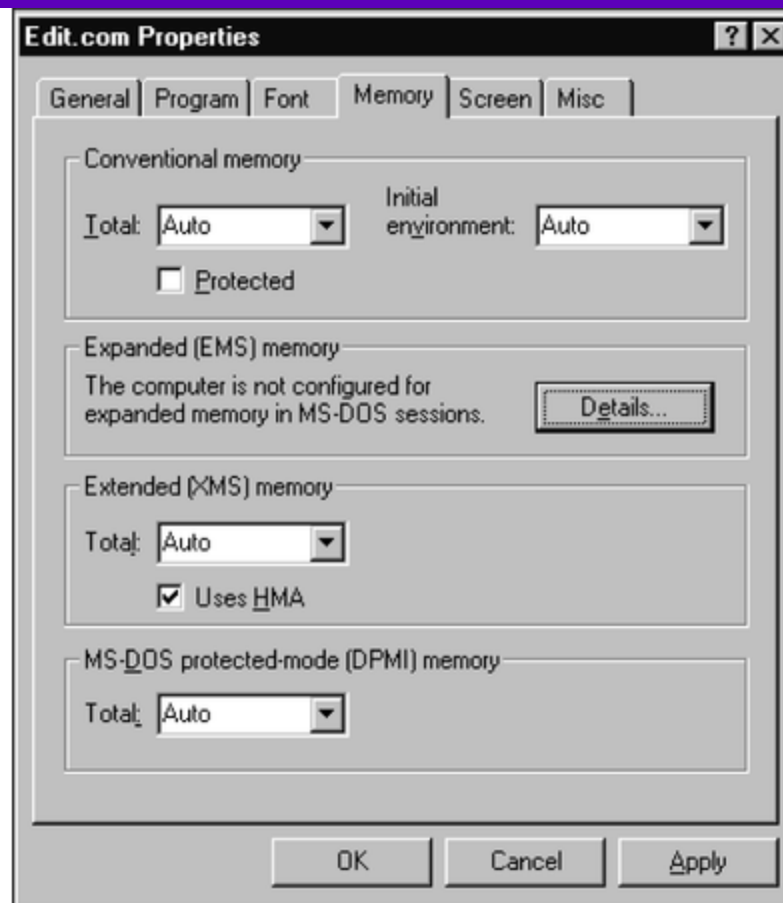 Edit.com Properties
General Program Font Memory Screen Misc
Conventional memory
Total: Auto
Initial
environment: Auto
Protected
Expanded (EMS) memory
The computer is not configured for
expanded memory in MS-DOS sessions.
Details...
Extended (XMS) memory
Total: Auto
Uses HMA
MS-DOS protected-mode (DPMI) memory
Total: Auto
OK Cancel Apply